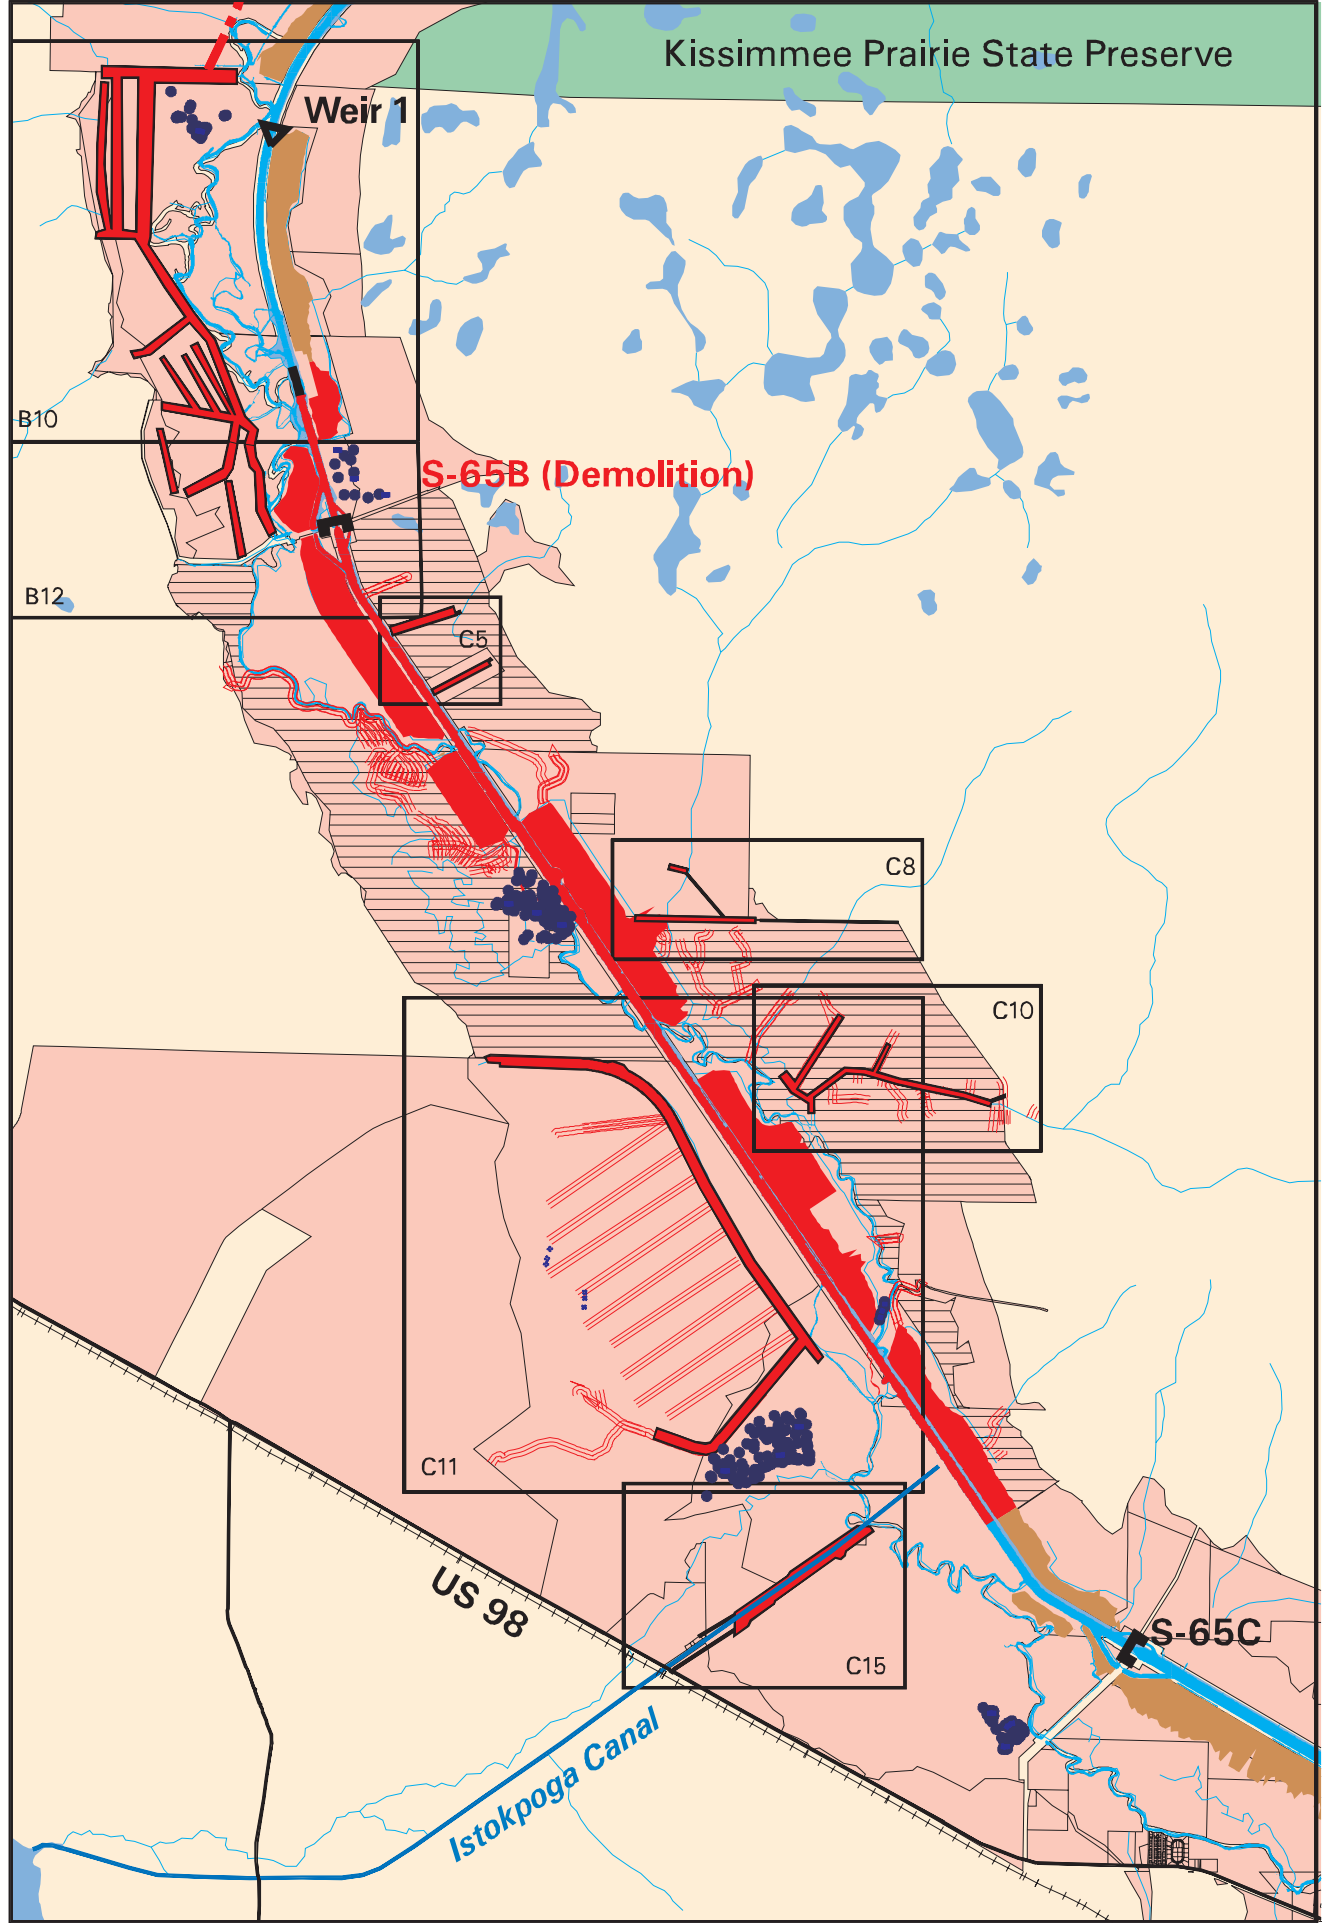 Kissimmee Prairie State Preserve
Weir 1
B10
S-65B (Demolition)
B12
C5
C8
C10
C11
US 98
S-65C
C15
Istokpoga Canal